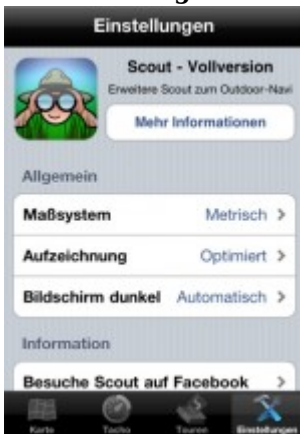 Einstellungen
Scout - Vollversion
Erweitere Scout zum Outdoor-Navi
Mehr Informationen
Allgemein
Maßsystem Metrisch
Aufzeichnung Optimiert
Bildschirm dunkel Automatisch
Information
Besuche Scout auf Facebook
Karte Tacho Touren Einstellungen